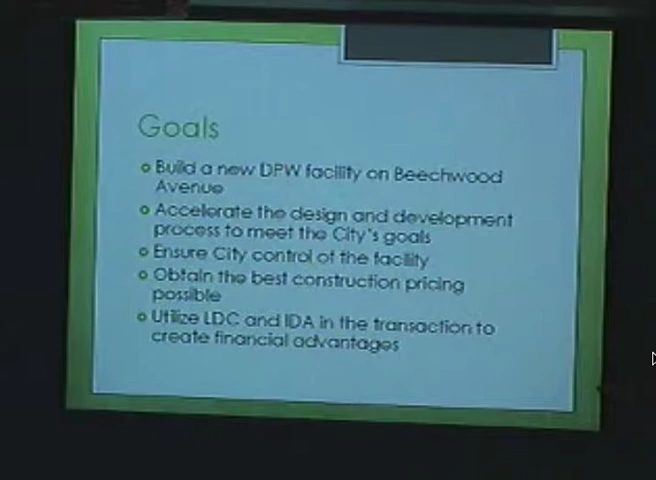 Goals
Build a new DPW facility on Beechwood
Avenue
Accelerate the design and development
process to meet the City's goals
Ensure City control of the facility
Obtain the best construction pricing
possible
Utilize LDC and IDA in the transaction to
create financial advantages